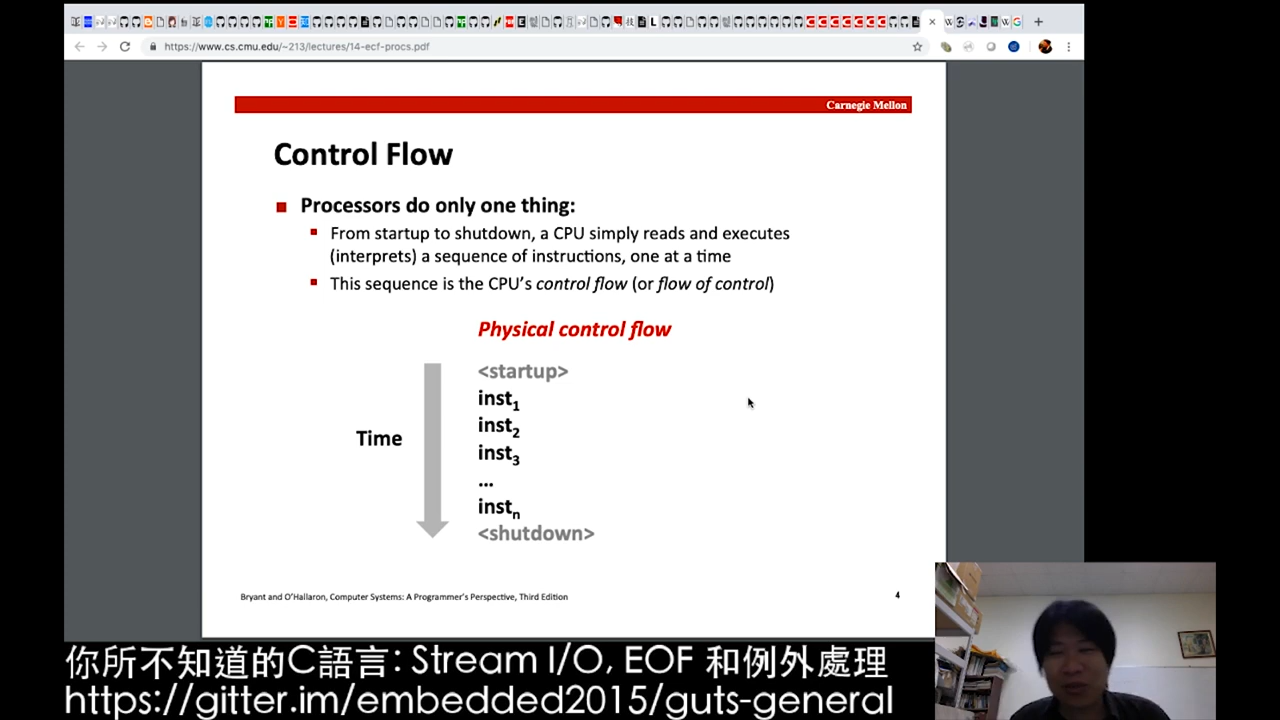 https://www.cs.cmu.edu/~213/lectures/14-ecf-procs.pdf
Carnegie Mellon
Control Flow
Processors do only one thing:
From startup to shutdown, a CPU simply reads and executes
(interprets) a sequence of instructions, one at a time
This sequence is the CPU's control flow (or flow of control)
Physical control flow
<startup>
inst1
inst2
Time
inst3
...
instn
<shutdown>
Bryant and O'Hallaron, Computer Systems: A Programmer's Perspective, Third Edition
4
你所不知道的C語言: Stream I/O, EOF 和例外處理
https://gitter.im/embedded2015/guts-general